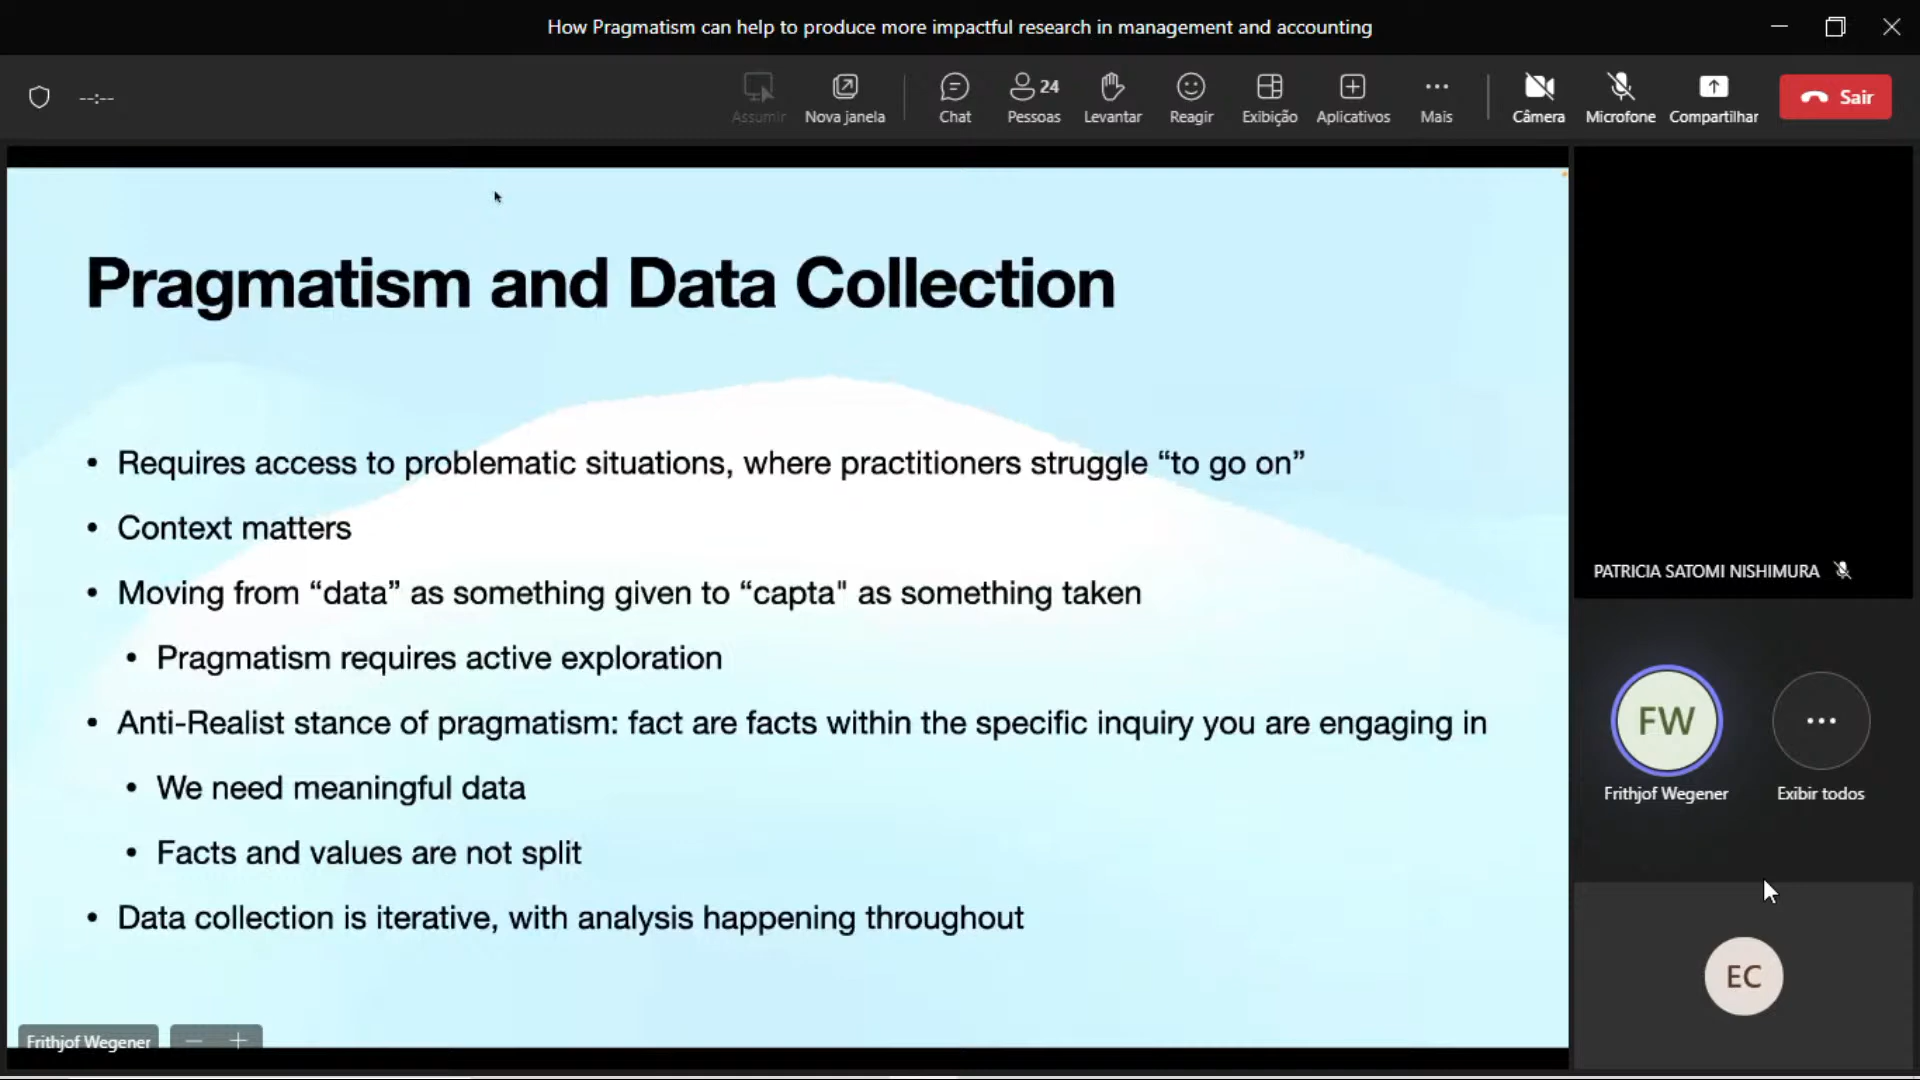 How Pragmatism can help to produce more impactful research in management and accounting
--:--
Assumir
Nova janela
Chat
24
Pessoas
Levantar
Reagir
Exibição
Aplicativos
Mais
Câmera
Microfone
Compartilhar
Sair
Pragmatism and Data Collection
• Requires access to problematic situations, where practitioners struggle “to go on”
• Context matters
• Moving from “data” as something given to “capta" as something taken
• Pragmatism requires active exploration
• Anti-Realist stance of pragmatism: fact are facts within the specific inquiry you are engaging in
• We need meaningful data
• Facts and values are not split
• Data collection is iterative, with analysis happening throughout
Frithjof Wegener
PATRICIA SATOMI NISHIMURA
FW
Frithjof Wegener
Exibir todos
EC